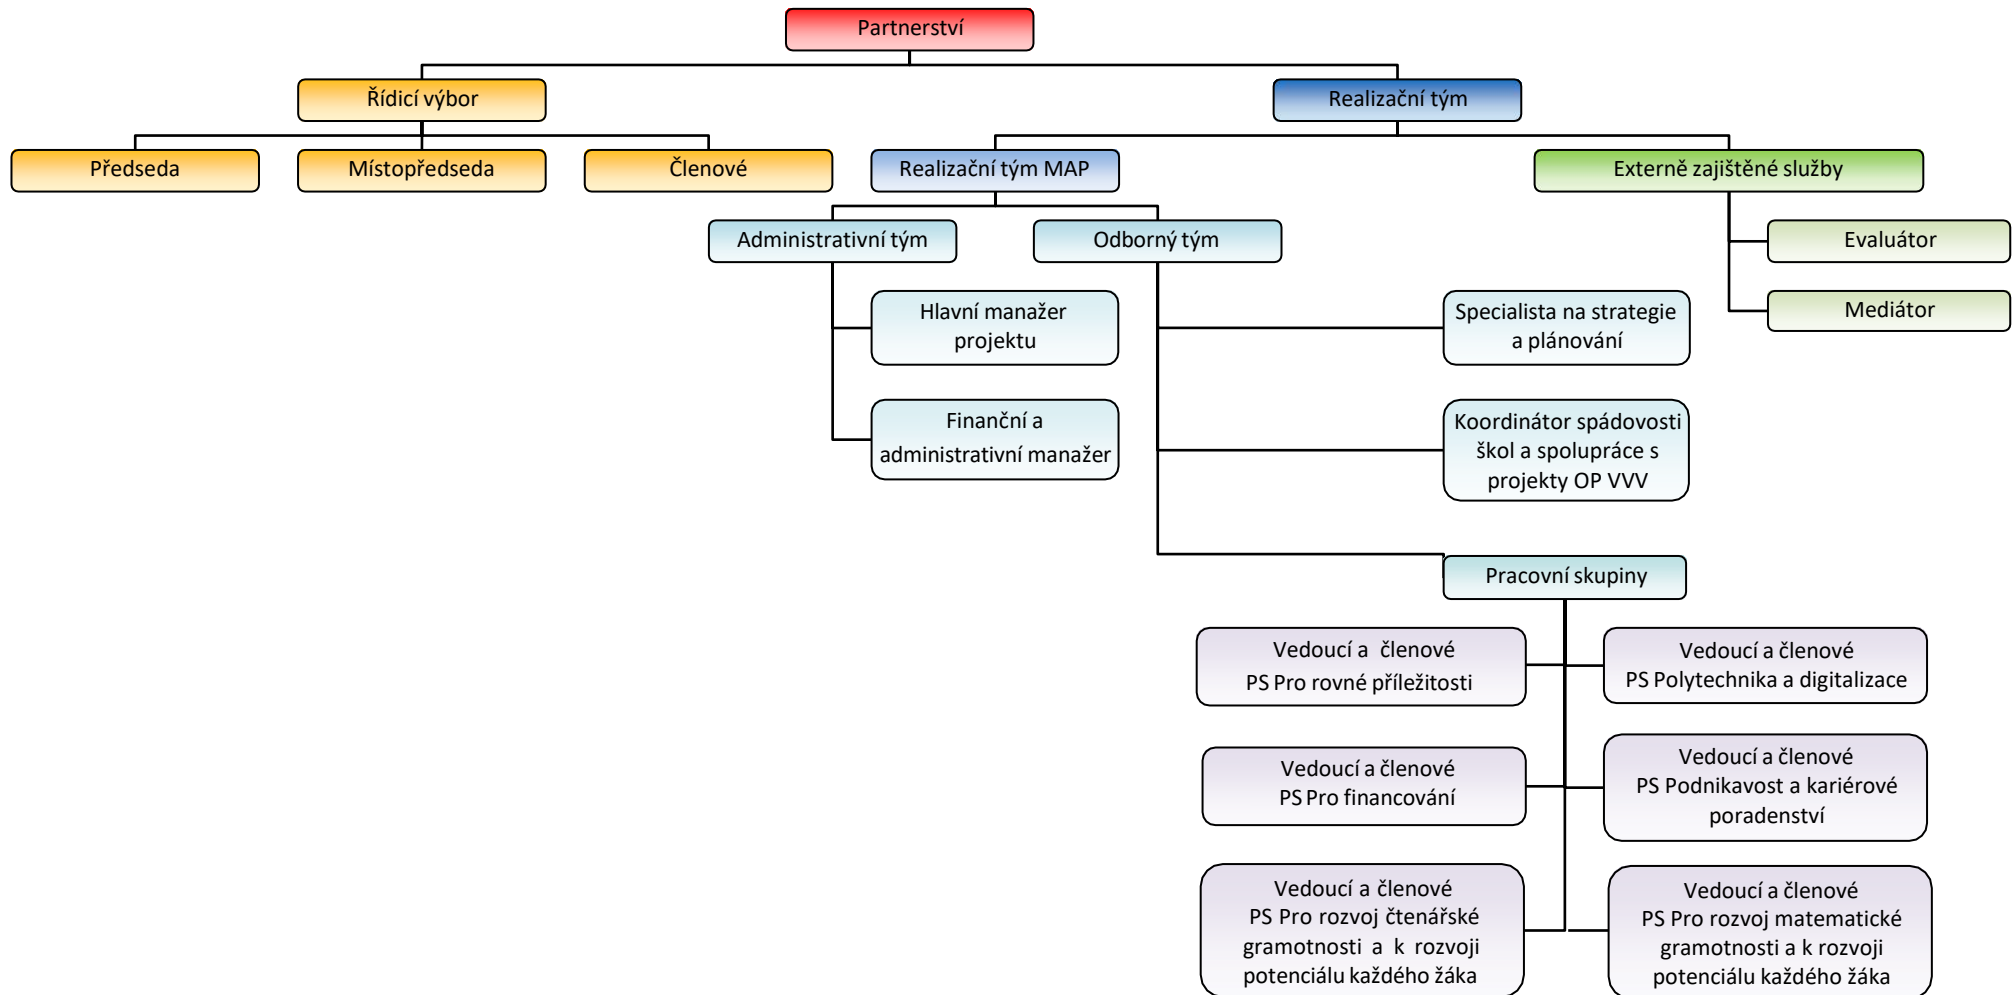 Partnerství
Řídicí výbor
Realizační tým
Předseda
Místopředseda
Členové
Realizační tým MAP
Externě zajištěné služby
Administrativní tým
Odborný tým
Evaluátor
Hlavní manažer
projektu
Specialista na strategie
a plánování
Mediátor
Finanční a
administrativní manažer
Koordinátor spádovosti
škol a spolupráce s
projekty OP VVV
Pracovní skupiny
Vedoucí a členové
PS Pro rovné příležitosti
Vedoucí a členové
PS Polytechnika a digitalizace
Vedoucí a členové
PS Pro financování
Vedoucí a členové
PS Podnikavost a kariérové
poradenství
Vedoucí a členové
PS Pro rozvoj čtenářské
gramotnosti a k rozvoji
potenciálu každého žáka
Vedoucí a členové
PS Pro rozvoj matematické
gramotnosti a k rozvoji
potenciálu každého žáka